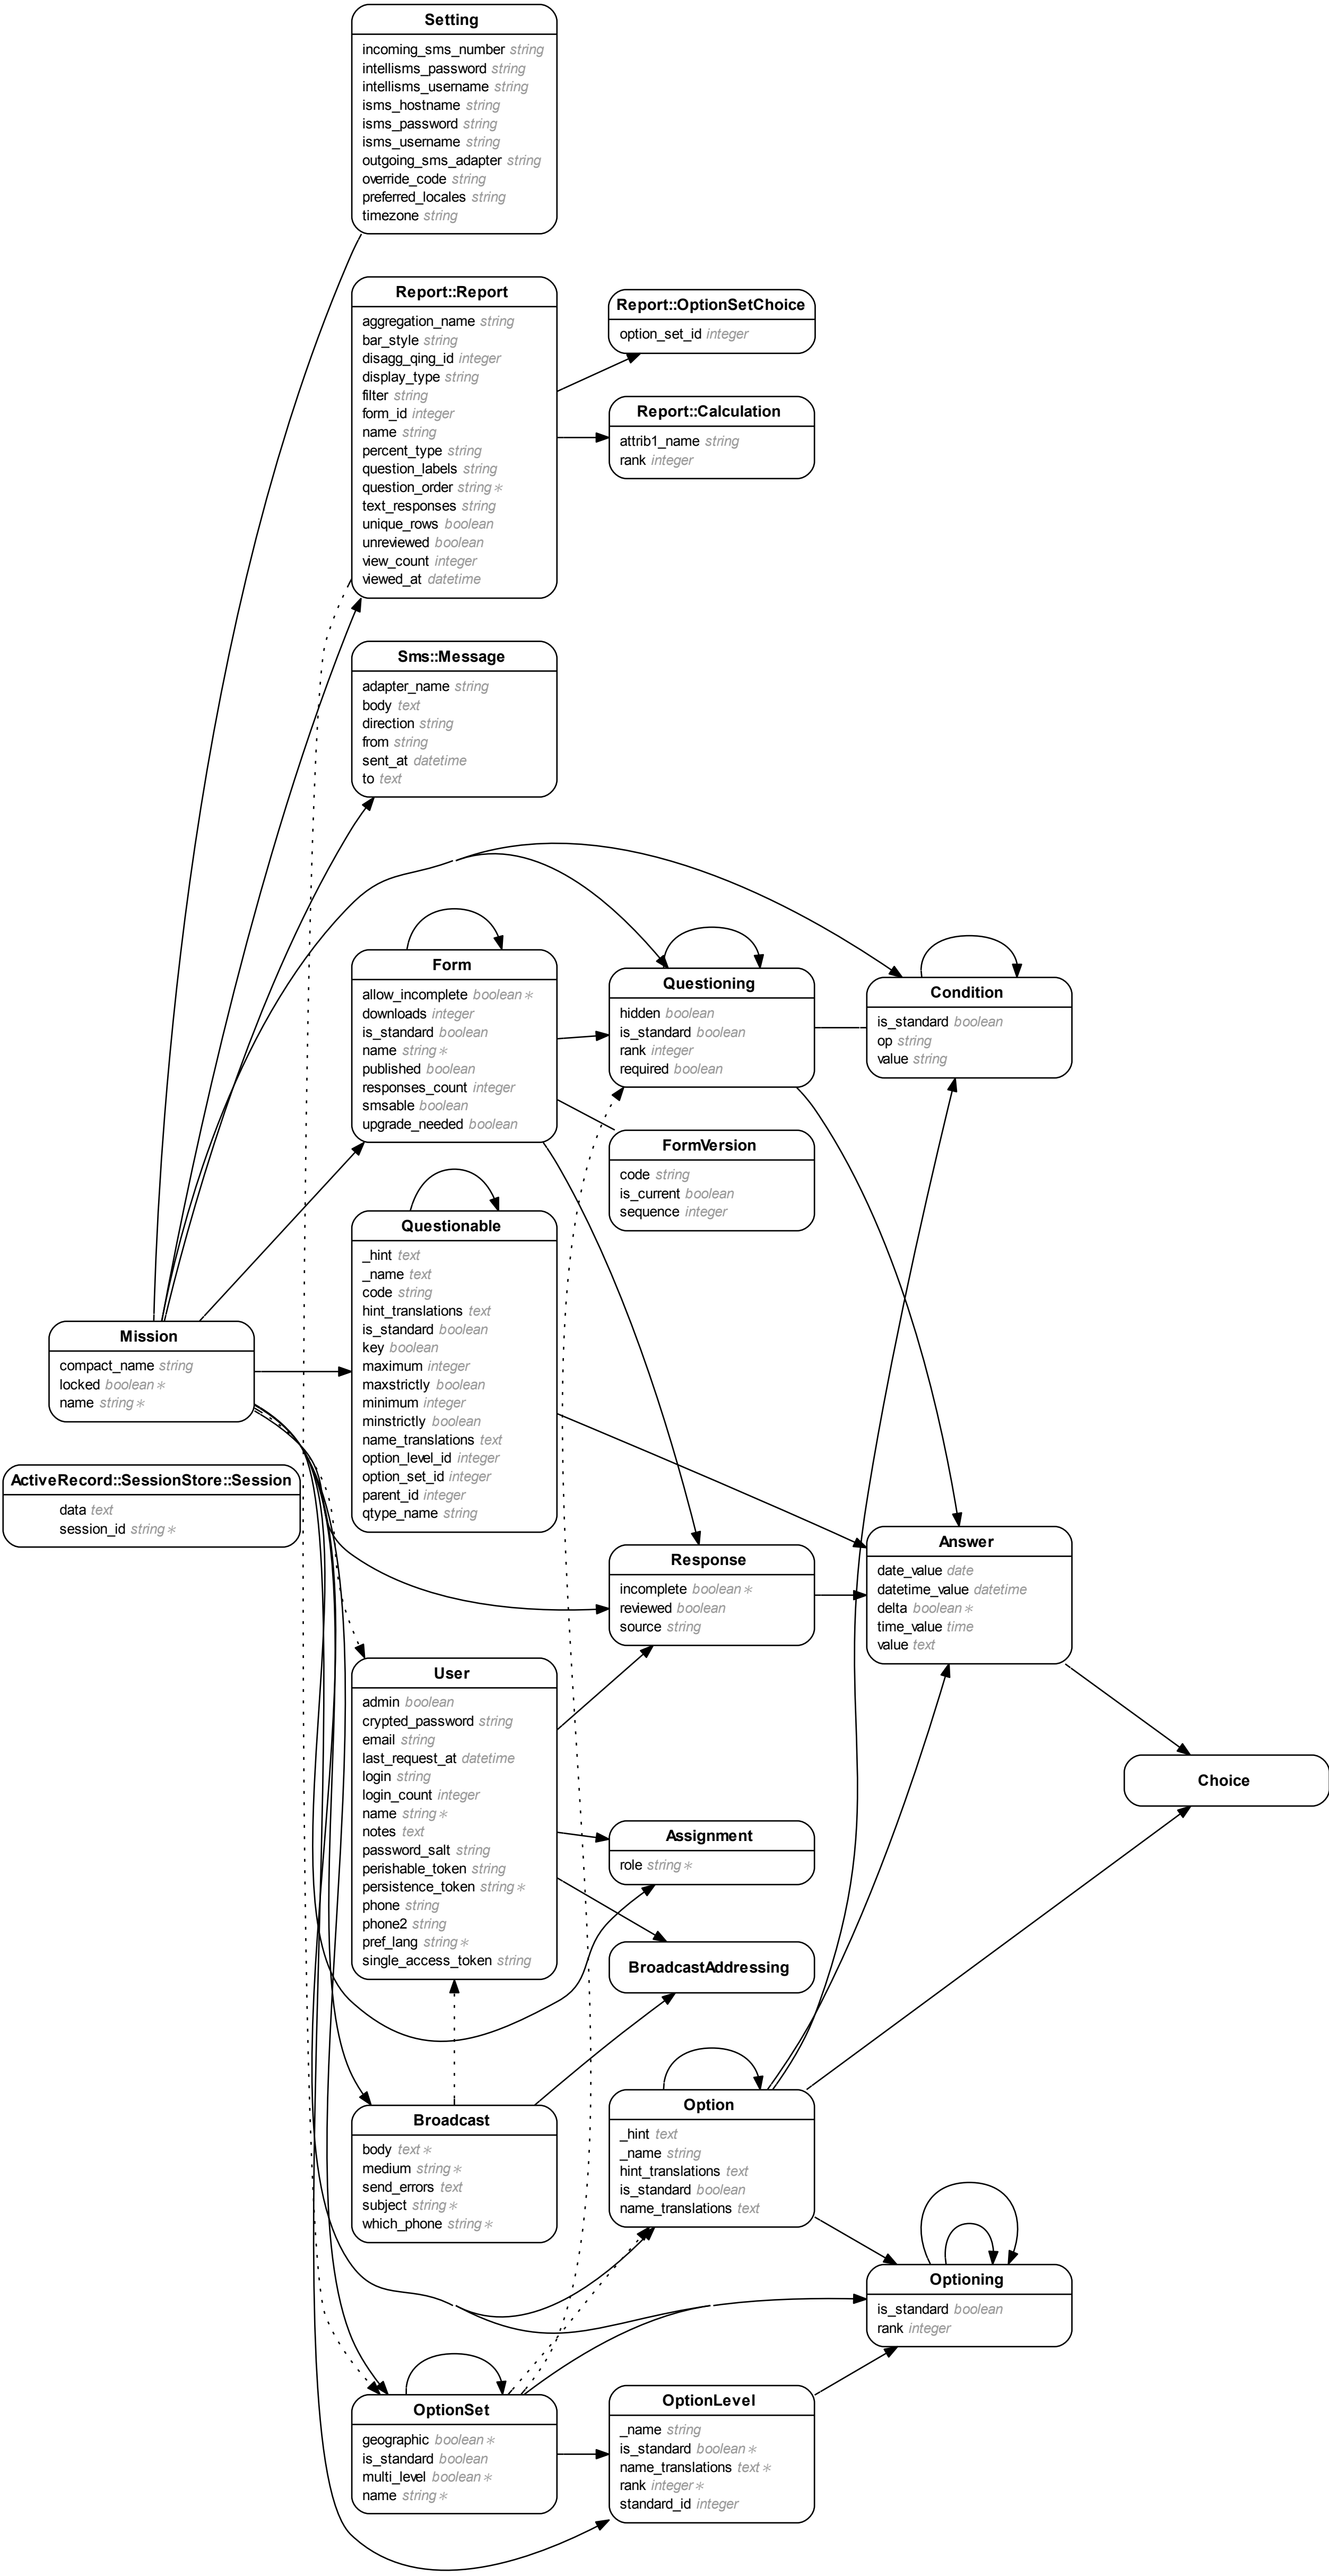 Setting
incoming_sms_number string
intellisms_password string
intellisms_username string
isms_hostname string
isms_password string
isms_username string
outgoing_sms_adapter string
override_code string
preferred_locales string
timezone string
Report::Report
aggregation_name string
bar_style string
disagg_qing_id integer
display_type string
filter string
form_id integer
name string
percent_type string
question_labels string
question_order string ∗
text_responses string
unique_rows boolean
unreviewed boolean
view_count integer
viewed_at datetime
Report::OptionSetChoice
option_set_id integer
Report::Calculation
attrib1_name string
rank integer
Sms::Message
adapter_name string
body text
direction string
from string
sent_at datetime
to text
Form
allow_incomplete boolean ∗
downloads integer
is_standard boolean
name string ∗
published boolean
responses_count integer
smsable boolean
upgrade_needed boolean
Questioning
hidden boolean
is_standard boolean
rank integer
required boolean
Condition
is_standard boolean
op string
value string
FormVersion
code string
is_current boolean
sequence integer
Questionable
_hint text
_name text
code string
hint_translations text
is_standard boolean
key boolean
maximum integer
maxstrictly boolean
minimum integer
minstrictly boolean
name_translations text
option_level_id integer
option_set_id integer
parent_id integer
qtype_name string
Mission
compact_name string
locked boolean ∗
name string ∗
ActiveRecord::SessionStore::Session
data text
session_id string ∗
Response
incomplete boolean ∗
reviewed boolean
source string
Answer
date_value date
datetime_value datetime
delta boolean ∗
time_value time
value text
User
admin boolean
crypted_password string
email string
last_request_at datetime
login string
login_count integer
name string ∗
notes text
password_salt string
perishable_token string
persistence_token string ∗
phone string
phone2 string
pref_lang string ∗
single_access_token string
Choice
Assignment
role string ∗
BroadcastAddressing
Broadcast
body text ∗
medium string ∗
send_errors text
subject string ∗
which_phone string ∗
Option
_hint text
_name string
hint_translations text
is_standard boolean
name_translations text
Optioning
is_standard boolean
rank integer
OptionSet
geographic boolean ∗
is_standard boolean
multi_level boolean ∗
name string ∗
OptionLevel
_name string
is_standard boolean ∗
name_translations text ∗
rank integer ∗
standard_id integer